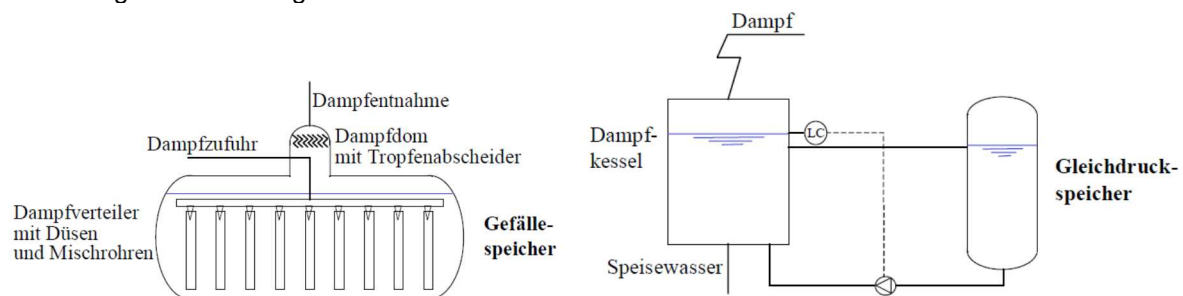 Dampfentnahme
Dampfdom
mit Tropfenabscheider
Dampfzufuhr
Dampfverteiler
mit Düsen
und Mischrohren
Gefälle-
speicher
Dampf
Dampf-
kessel
LC
Speisewasser
Gleichdruck-
speicher